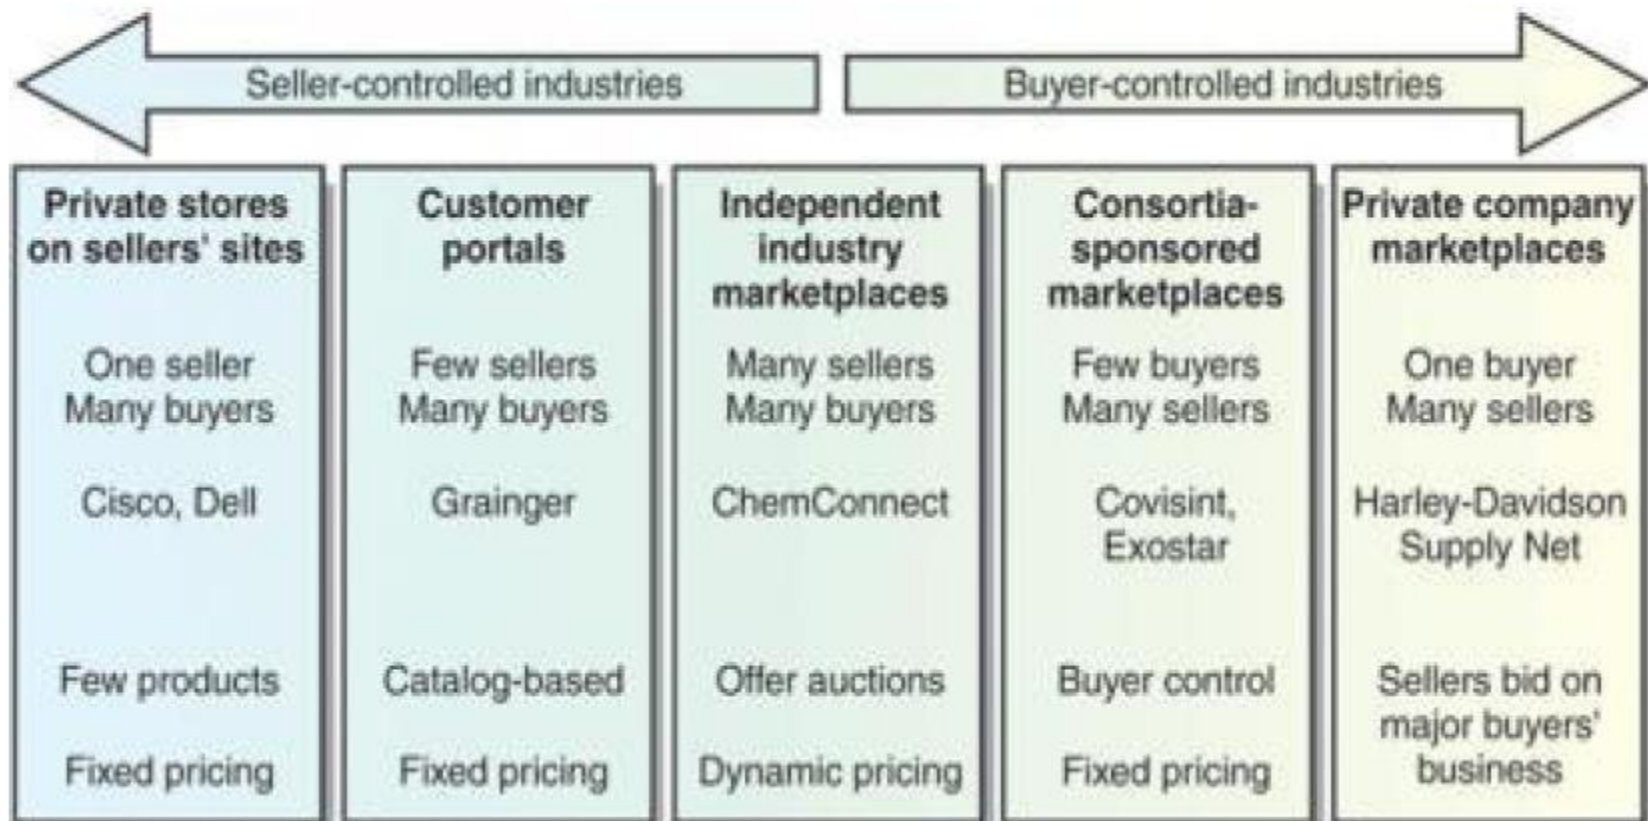 Seller-controlled industries
Buyer-controlled industries
Private stores
on sellers' sites
One seller
Many buyers
Cisco, Dell
Few products
Fixed pricing
Customer
portals
Few sellers
Many buyers
Grainger
Catalog-based
Fixed pricing
Independent
industry
marketplaces
Many sellers
Many buyers
ChemConnect
Offer auctions
Dynamic pricing
Consortia-
sponsored
marketplaces
Few buyers
Many sellers
Covisint,
Exostar
Buyer control
Fixed pricing
Private company
marketplaces
One buyer
Many sellers
Harley-Davidson
Supply Net
Sellers bid on
major buyers'
business